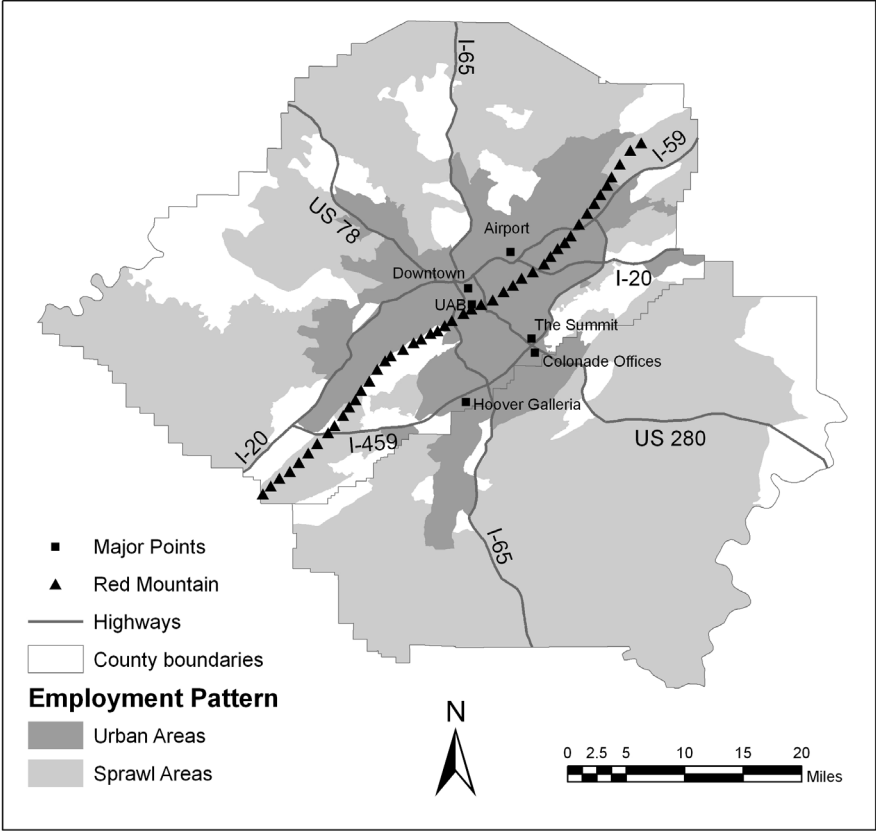 I-65
I-59
US 78
Airport
Downtown
I-20
UAB
The Summit
Colonade Offices
Hoover Galleria
US 280
I-459
I-20
I-65
Major Points
Red Mountain
Highways
County boundaries
Employment Pattern
Urban Areas
Sprawl Areas
N
0 2.5 5 10 15 20
Miles